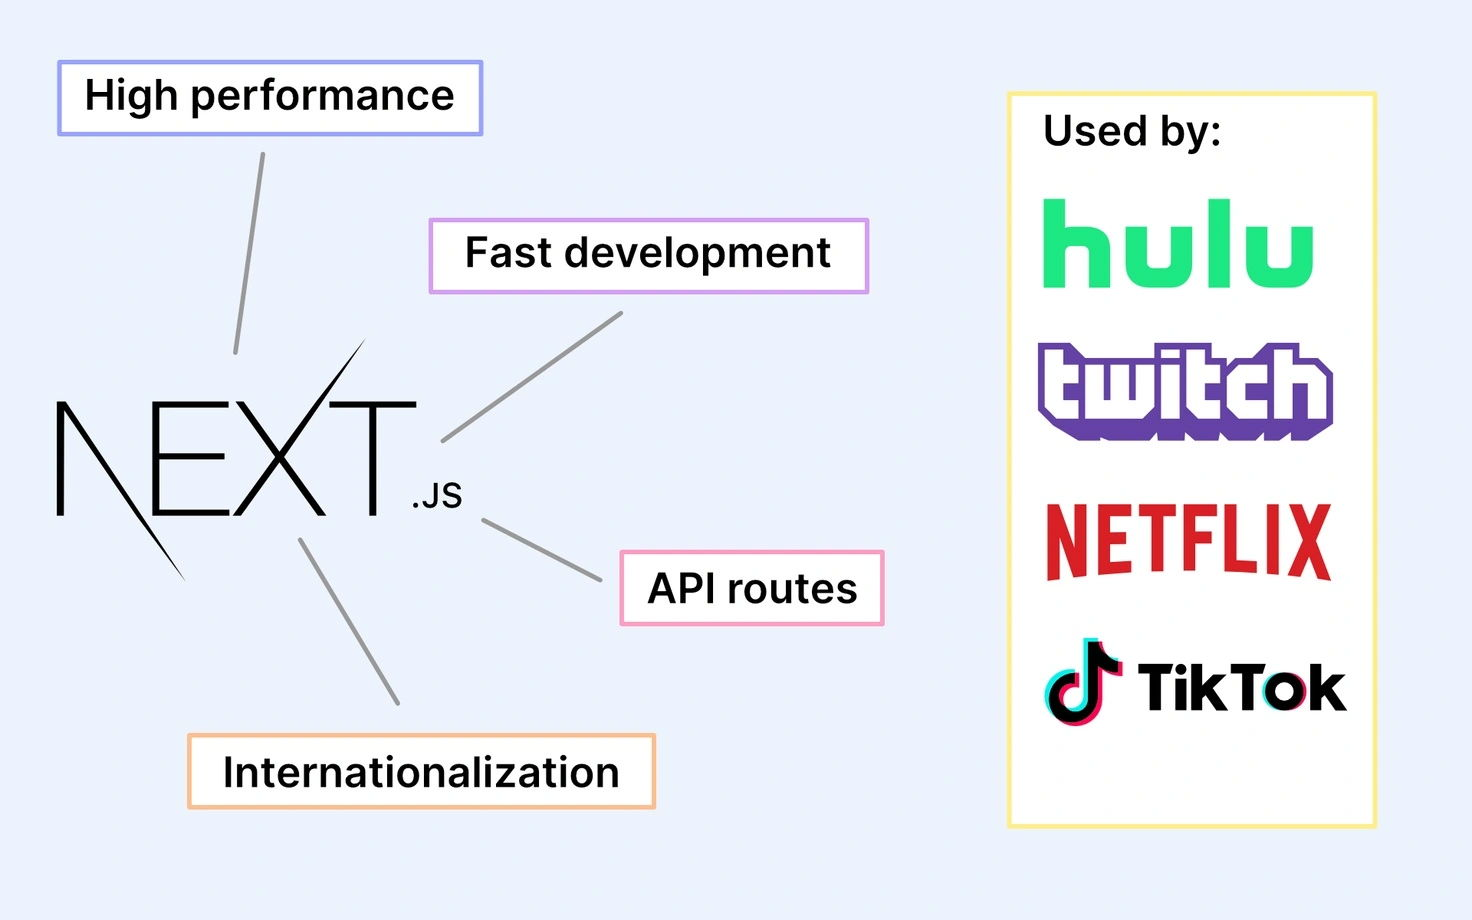 High performance
Fast development
NEXT.JS
API routes
Internationalization
Used by:
hulu
twitch
NETFLIX
TikTok